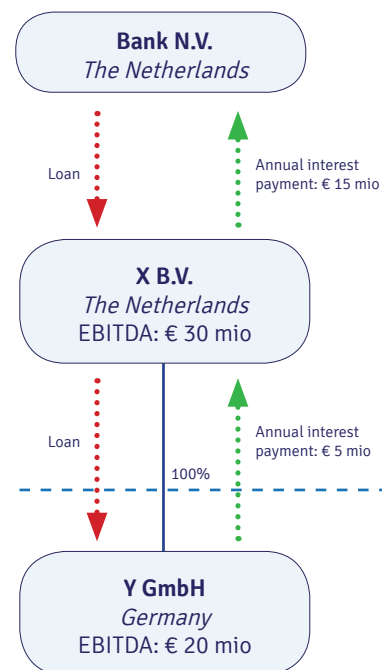 Bank N.V.
The Netherlands
Loan
Annual interest
payment: € 15 mio
X B.V.
The Netherlands
EBITDA: € 30 mio
Loan
Annual interest
payment: € 5 mio
100%
Y GmbH
Germany
EBITDA: € 20 mio